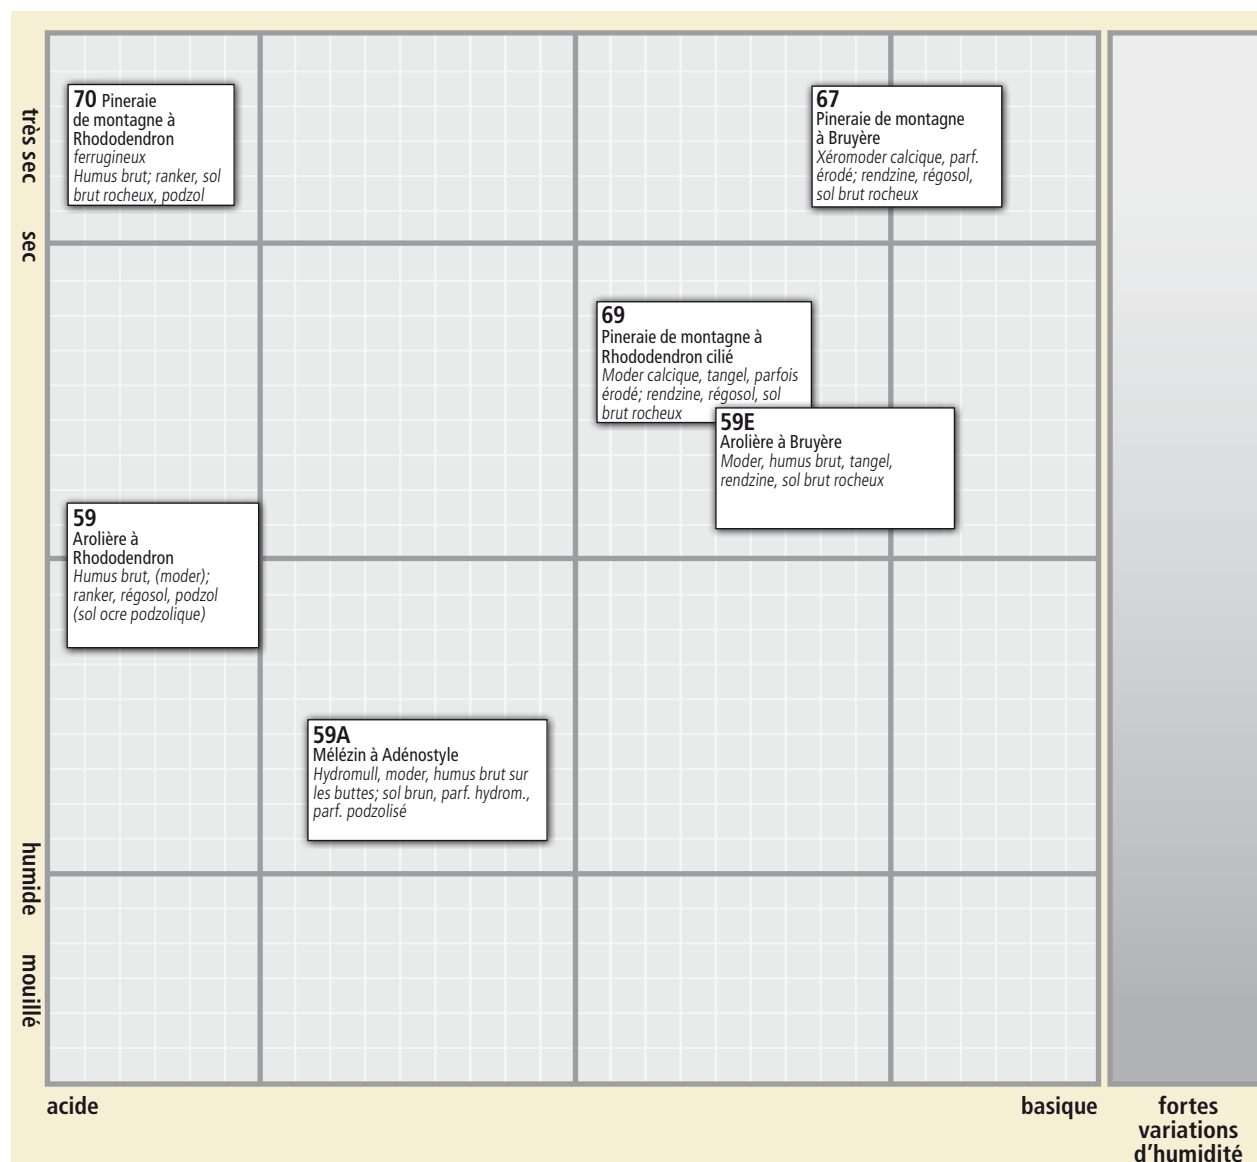 très sec
sec
humide
mouillé
70 Pineraie
de montagne à
Rhododendron
ferrugineux
Humus brut; ranker, sol
brut rocheux, podzol
67
Pineraie de montagne
à Bruyère
Xéromoder calcique, parf.
érodé; rendzine, régosol,
sol brut rocheux
69
Pineraie de montagne à
Rhododendron cilié
Moder calcique, tangel, parfois
érodé; rendzine, régosol, sol
brut rocheux
59E
Arolière à Bruyère
Moder, humus brut, tangel,
rendzine, sol brut rocheux
59
Arolière à
Rhododendron
Humus brut, (moder);
ranker, régosol, podzol
(sol ocre podzolique)
59A
Mélézin à Adénostyle
Hydromull, moder, humus brut sur
les buttes; sol brun, parf. hydrom.,
parf. podzolisé
acide
basique
fortes
variations
d'humidité